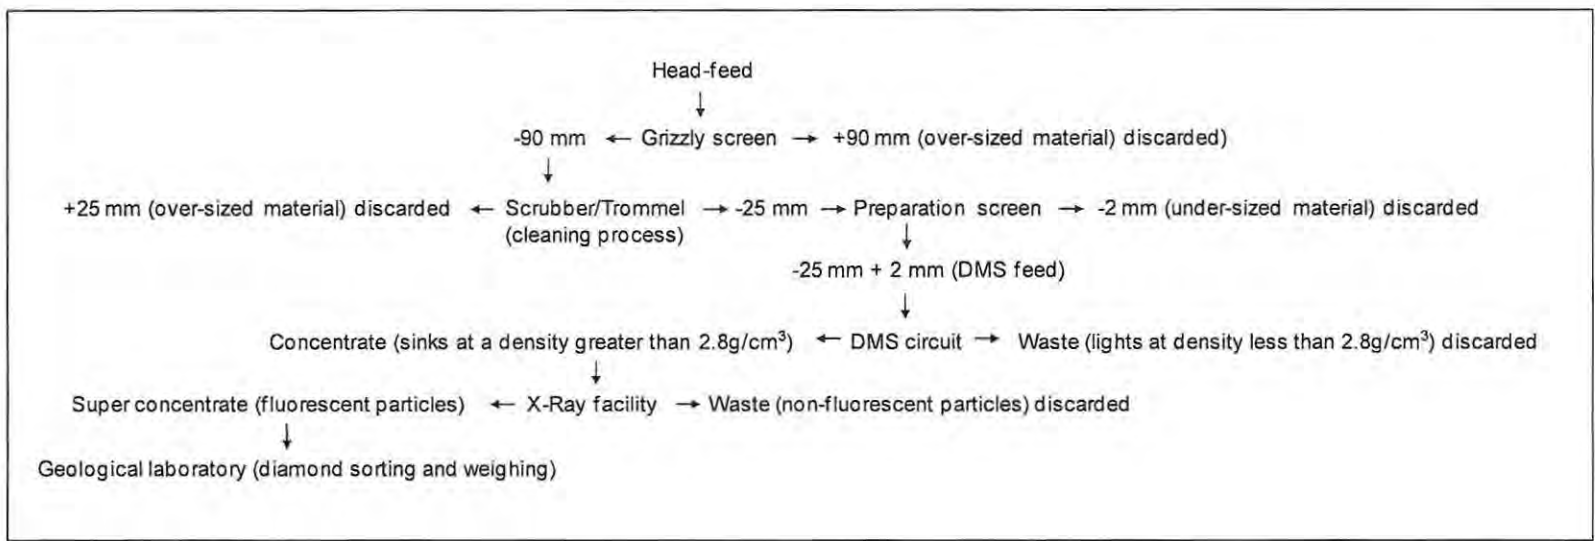 Head-feed
↓
-90 mm ← Grizzly screen → +90 mm (over-sized material) discarded)
↓
+25 mm (over-sized material) discarded ← Scrubber/Trommel → -25 mm → Preparation screen → -2 mm (under-sized material) discarded
(cleaning process)
↓
-25 mm + 2 mm (DMS feed)
↓
Concentrate (sinks at a density greater than 2.8g/cm³) ← DMS circuit → Waste (lights at density less than 2.8g/cm³) discarded
↓
Super concentrate (fluorescent particles) ← X-Ray facility → Waste (non-fluorescent particles) discarded
↓
Geological laboratory (diamond sorting and weighing)